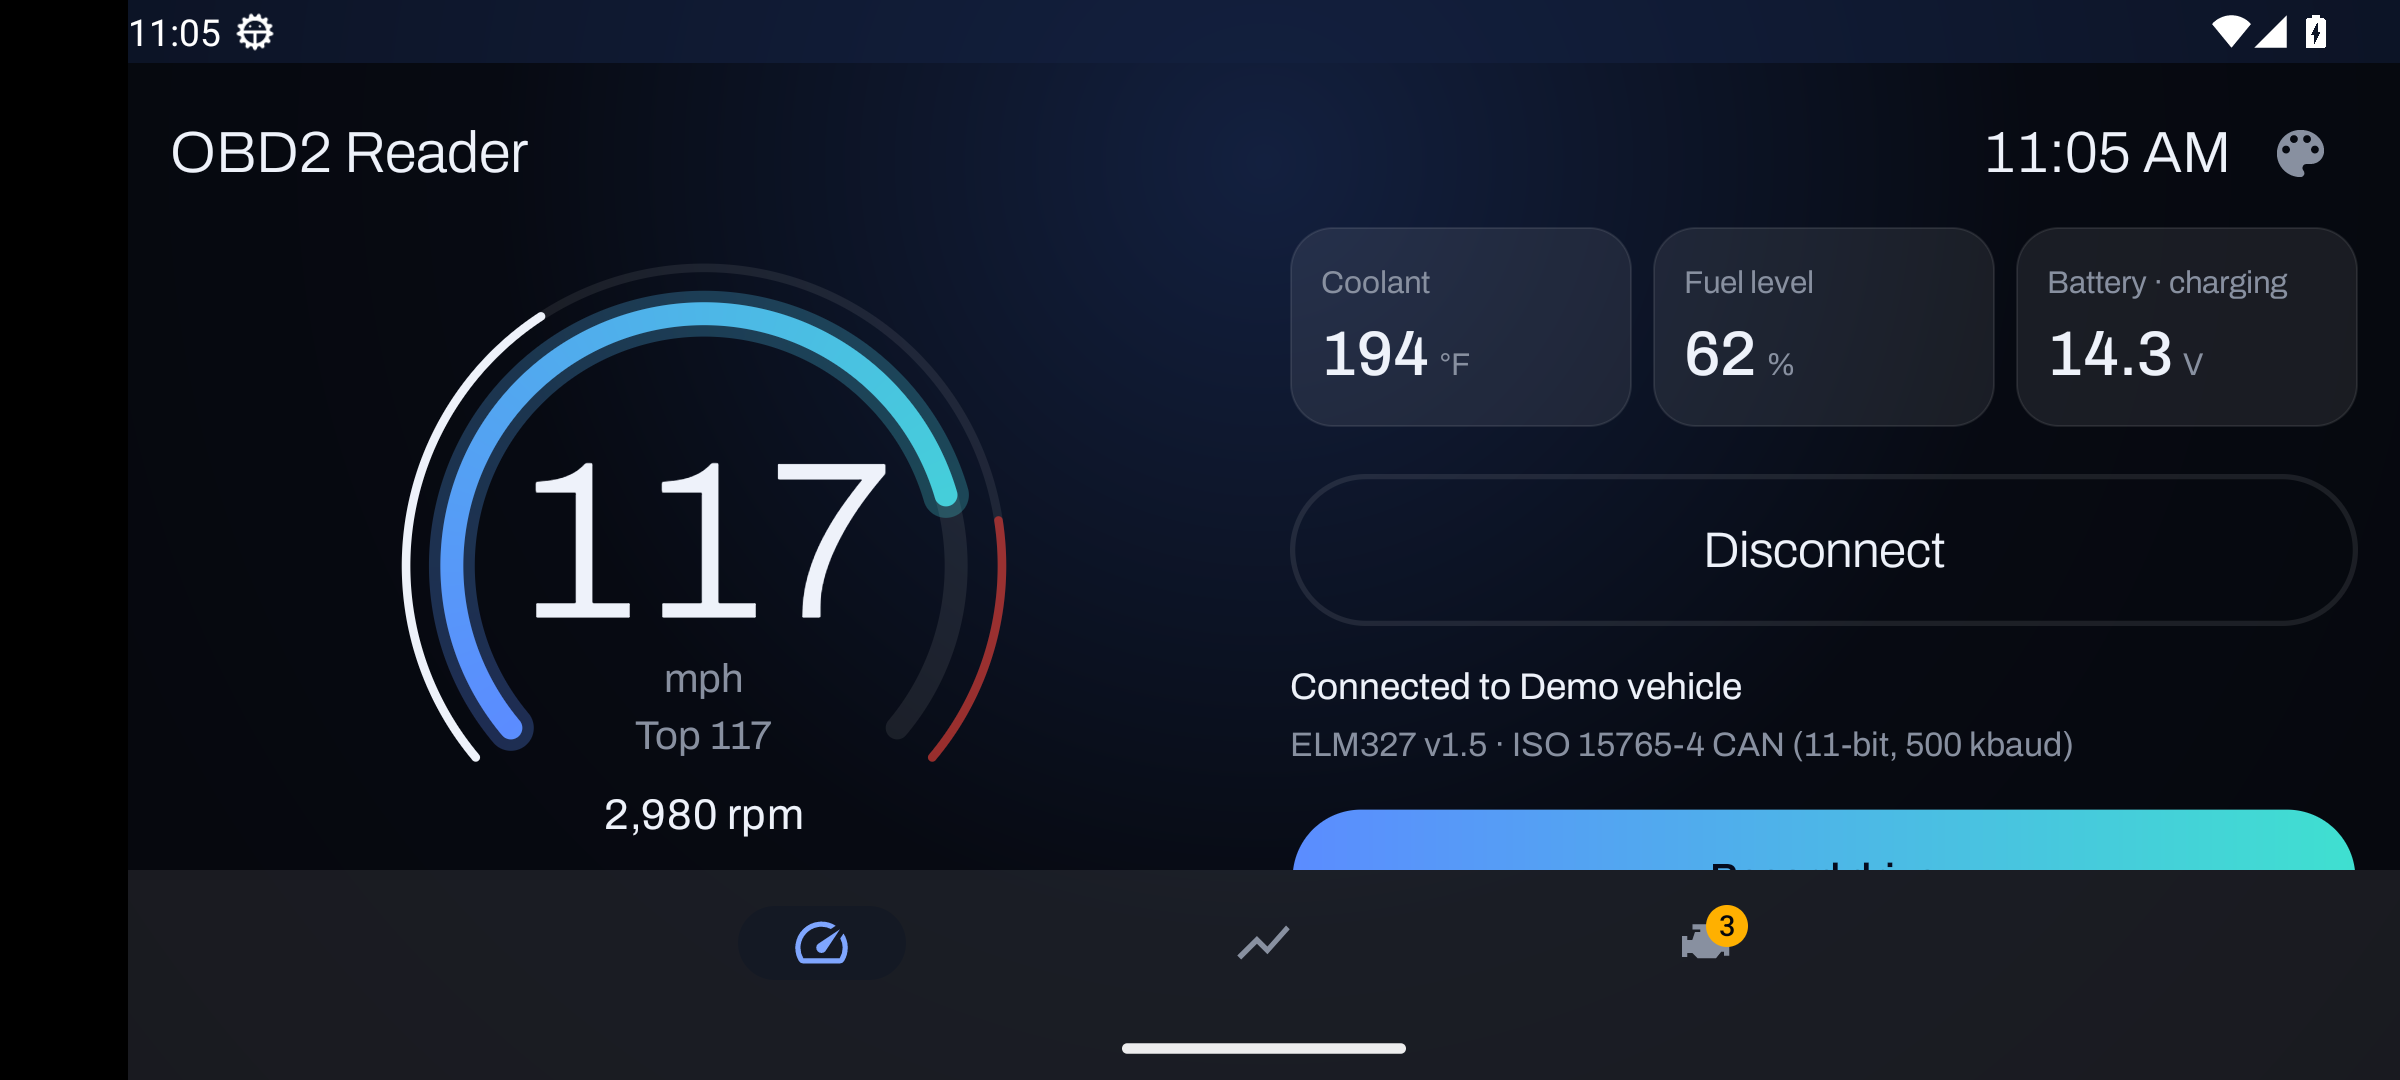 11:05
OBD2 Reader
11:05 AM
Coolant
194 °F
Fuel level
62 %
Battery · charging
14.3 V
117
mph
Top 117
2,980 rpm
Disconnect
Connected to Demo vehicle
ELM327 v1.5 · ISO 15765-4 CAN (11-bit, 500 kbaud)
3